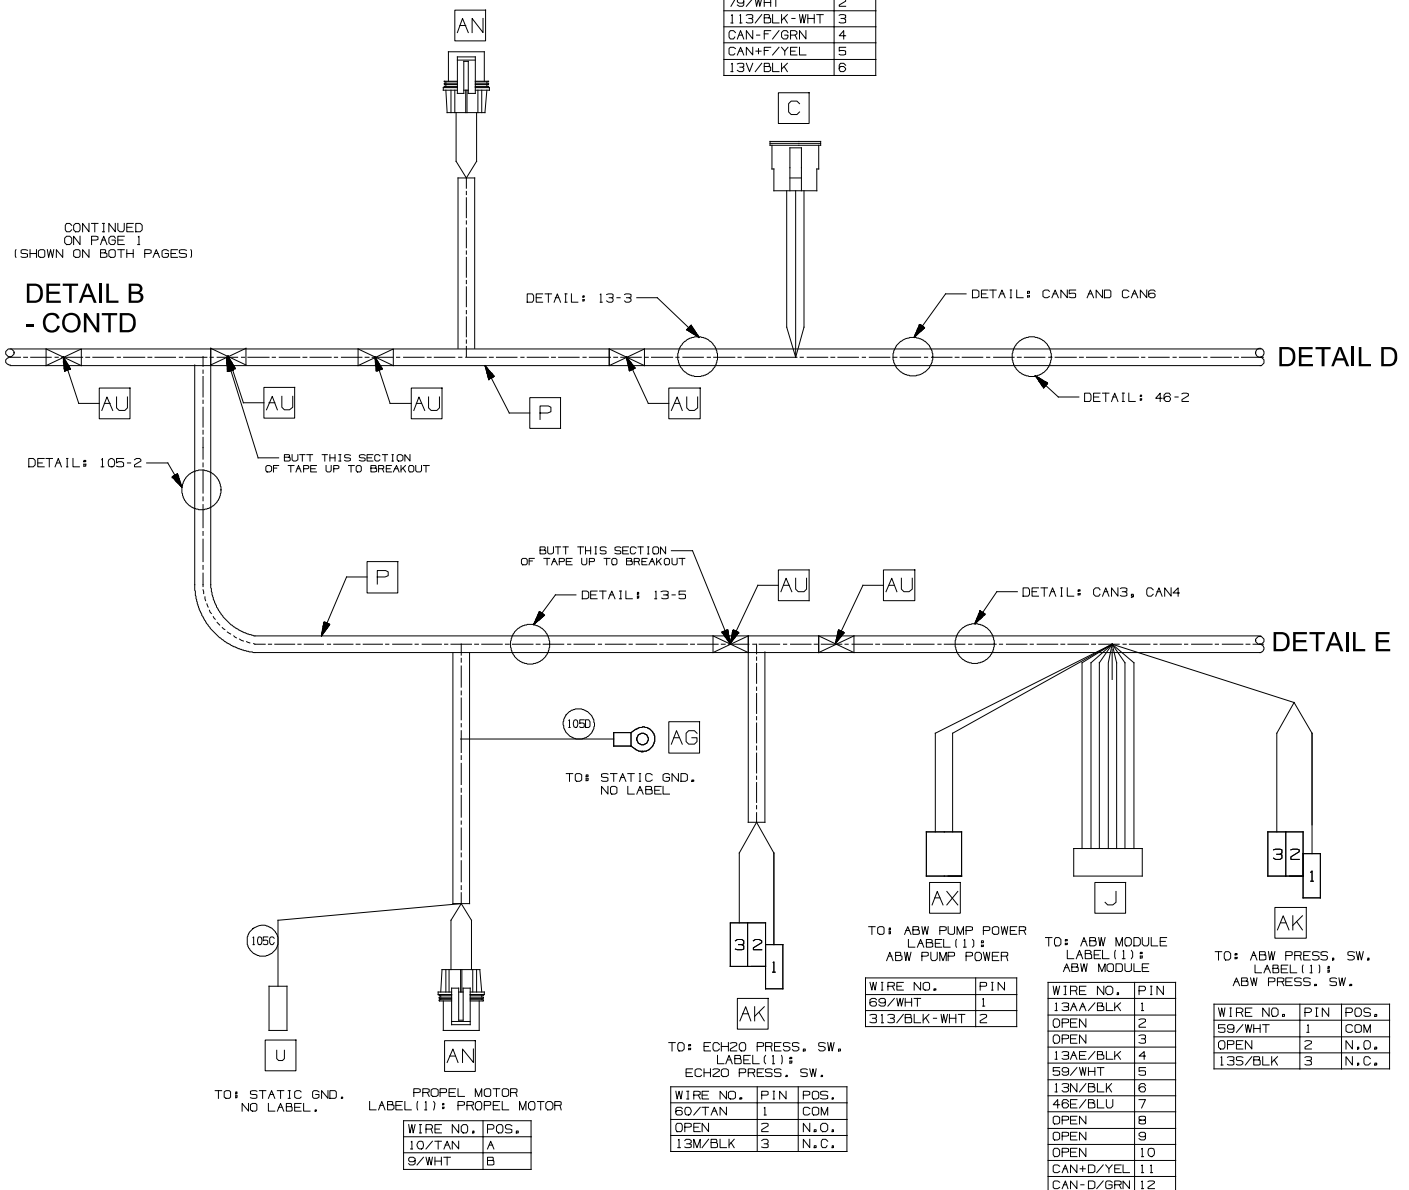 79/WHT 2
113/BLK-WHT 3
CAN-F/GRN 4
CAN+F/YEL 5
13V/BLK 6
AN
C
CONTINUED
ON PAGE 1
(SHOWN ON BOTH PAGES)
DETAIL B
- CONTD
DETAIL: 13-3
DETAIL: CAN5 AND CAN6
DETAIL D
AU
AU
AU
P
AU
DETAIL: 46-2
DETAIL: 105-2
BUTT THIS SECTION
OF TAPE UP TO BREAKOUT
BUTT THIS SECTION
OF TAPE UP TO BREAKOUT
P
AU
AU
DETAIL: 13-5
DETAIL: CAN3, CAN4
DETAIL E
105D
AG
TO: STATIC GND.
NO LABEL
105C
U
TO: STATIC GND.
NO LABEL.
AN
PROPEL MOTOR
LABEL(1): PROPEL MOTOR
WIRE NO. POS.
10/TAN A
9/WHT B
3 2
1
AK
TO: ECH20 PRESS. SW.
LABEL(1):
ECH20 PRESS. SW.
WIRE NO. PIN POS.
60/TAN 1 COM
OPEN 2 N.O.
13M/BLK 3 N.C.
AX
TO: ABW PUMP POWER
LABEL(1):
ABW PUMP POWER
WIRE NO. PIN
69/WHT 1
313/BLK-WHT 2
J
TO: ABW MODULE
LABEL(1):
ABW MODULE
WIRE NO. PIN
13AA/BLK 1
OPEN 2
OPEN 3
13AE/BLK 4
59/WHT 5
13N/BLK 6
46E/BLU 7
OPEN 8
OPEN 9
OPEN 10
CAN+D/YEL 11
CAN-D/GRN 12
3 2
1
AK
TO: ABW PRESS. SW.
LABEL(1):
ABW PRESS. SW.
WIRE NO. PIN POS.
59/WHT 1 COM
OPEN 2 N.O.
13S/BLK 3 N.C.